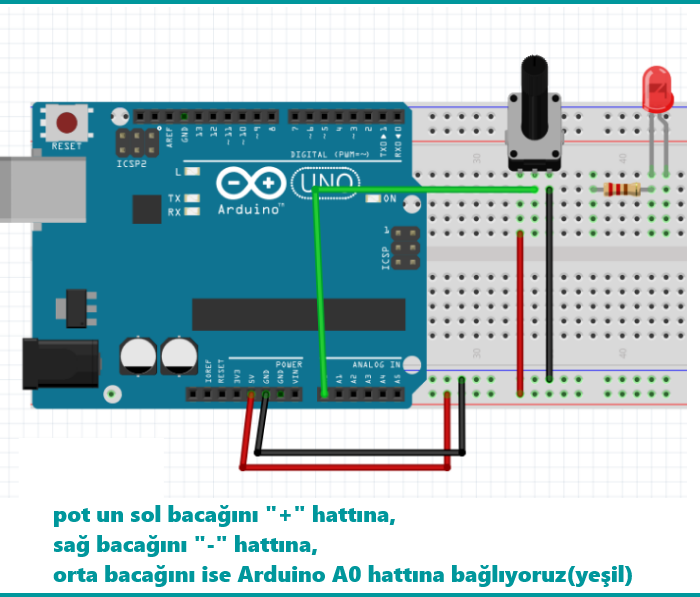 RESET
ICSP2
AREF
GND
13
12
~11
~10
~9
8
7
~6
~5
4
~3
2
TXD▶1
RXD◀0
DIGITAL (PWM=~)
L
TX
RX
UNO
Arduino™
ON
1
ICSP
30
40
30
40
IOREF
RESET
3V3
5V
GND
GND
VIN
POWER
ANALOG IN
A1
A2
A3
A4
A5
pot un sol bacağını "+" hattına,
sağ bacağını "-" hattına,
orta bacağını ise Arduino A0 hattına bağlıyoruz(yeşil)